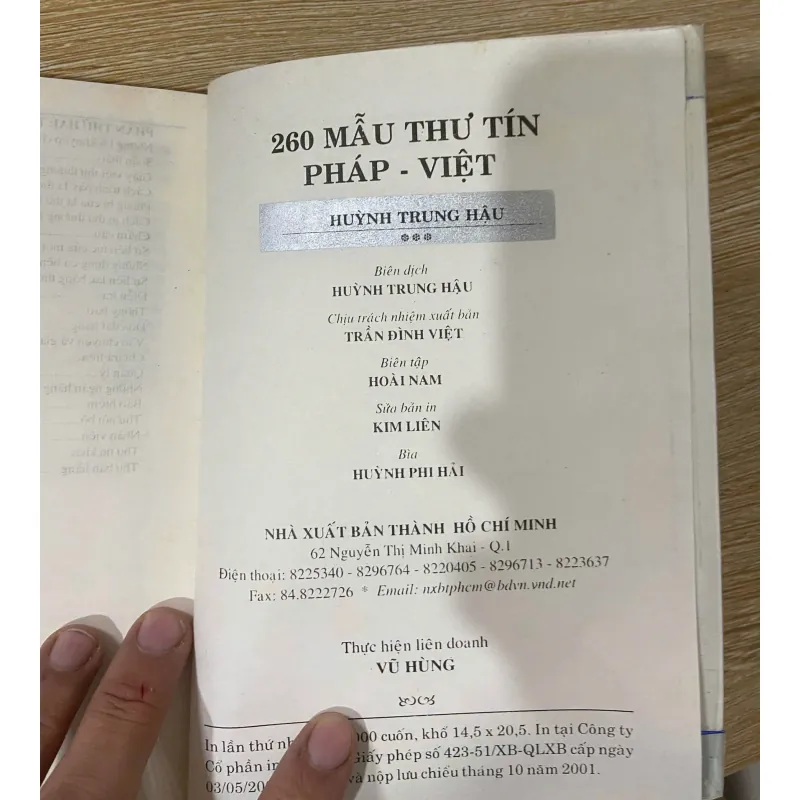 260 MẪU THƯ TÍN
PHÁP - VIỆT
HUỲNH TRUNG HẬU
***
Biên dịch
HUỲNH TRUNG HẬU
Chịu trách nhiệm xuất bản
TRẦN ĐÌNH VIỆT
Biên tập
HOÀI NAM
Sửa bản in
KIM LIÊN
Bìa
HUỲNH PHI HẢI
NHÀ XUẤT BẢN THÀNH HỒ CHÍ MINH
62 Nguyễn Thị Minh Khai - Q.1
Điện thoại: 8225340 - 8296764 - 8220405 - 8296713 - 8223637
Fax: 84.8222726 * Email: nxbtphcm@bdvn.vnd.net
Thực hiện liên doanh
VŨ HÙNG
In lần thứ 000 cuốn, khổ 14,5 x 20,5. In tại Công ty
Cổ phần in Giấy phép số 423-51/XB-QLXB cấp ngày
03/05/20 và nộp lưu chiểu tháng 10 năm 2001.